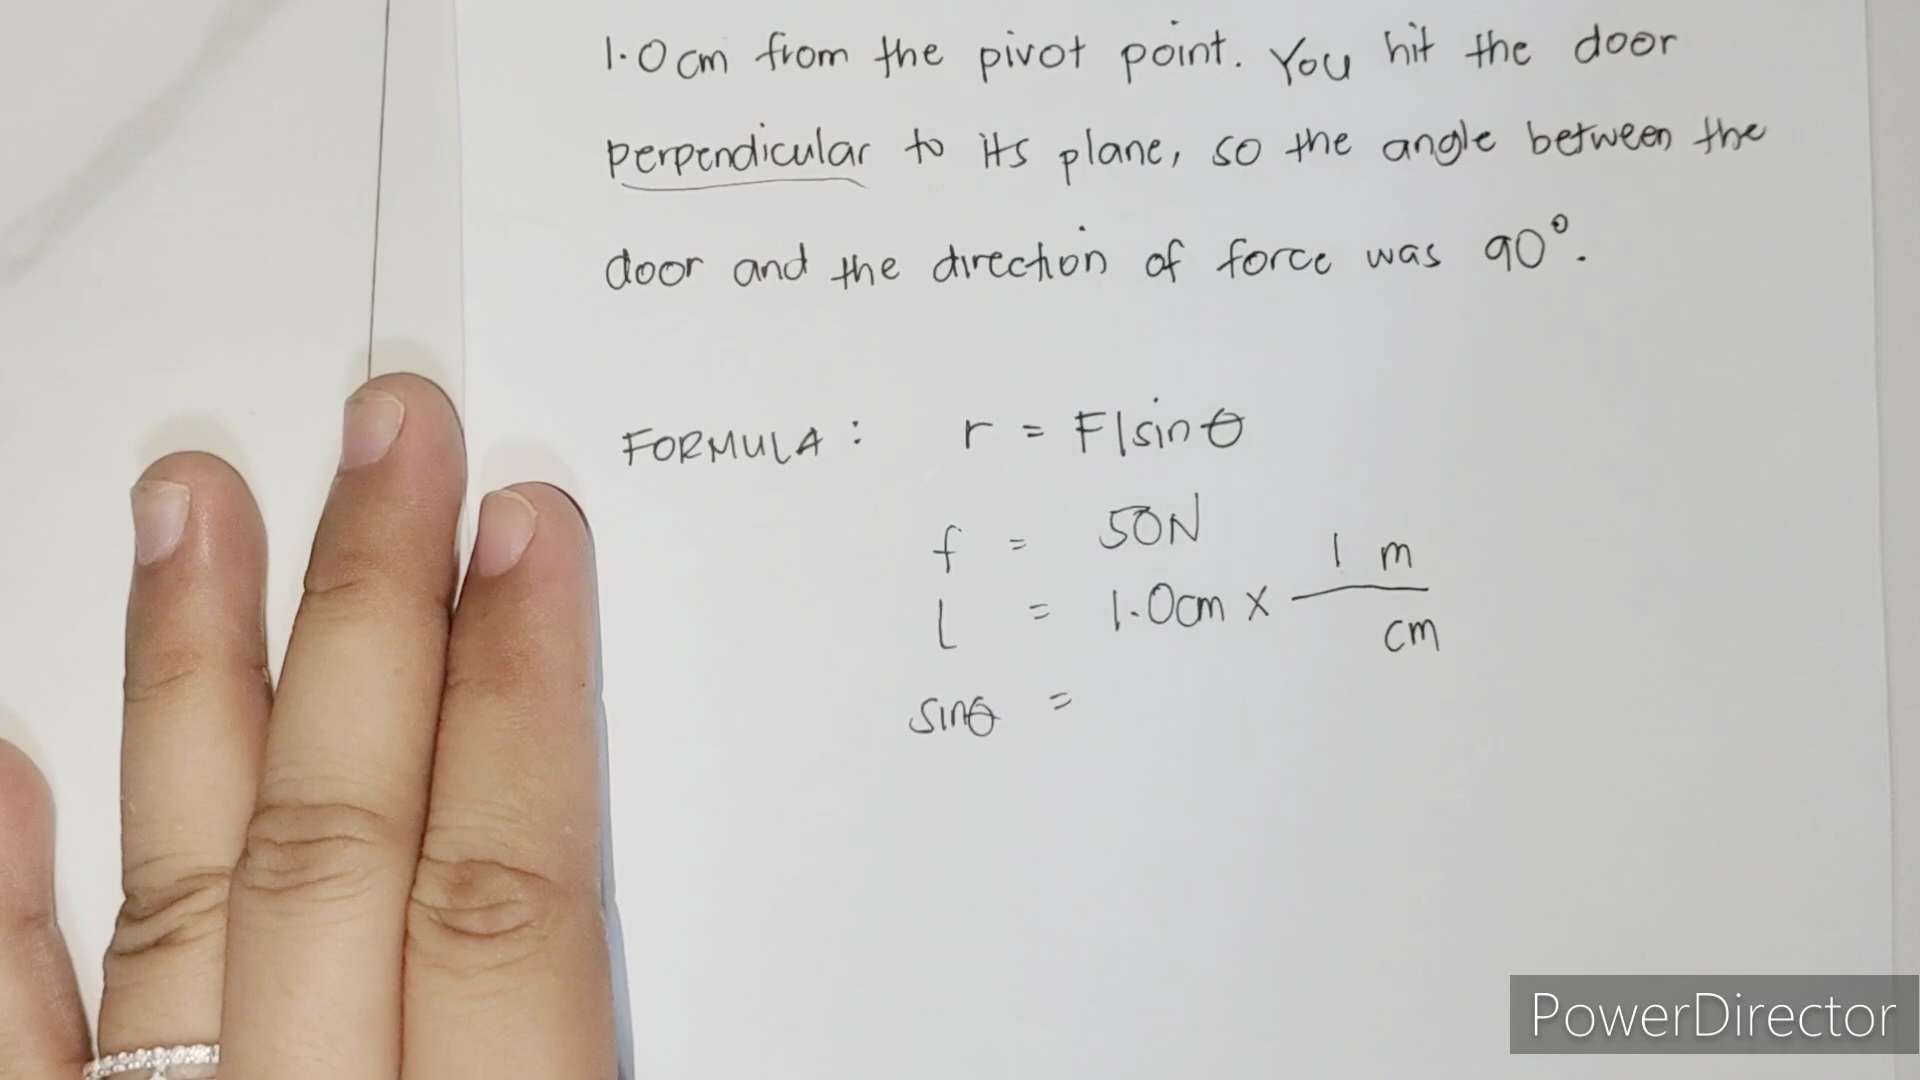 1.0cm from the pivot point. You hit the door
perpendicular to its plane, so the angle between the
door and the direction of force was 90°.
FORMULA : r = Flsinθ
f = 50N
l = 1.0cm x 1 m
cm
sinθ =
PowerDirector